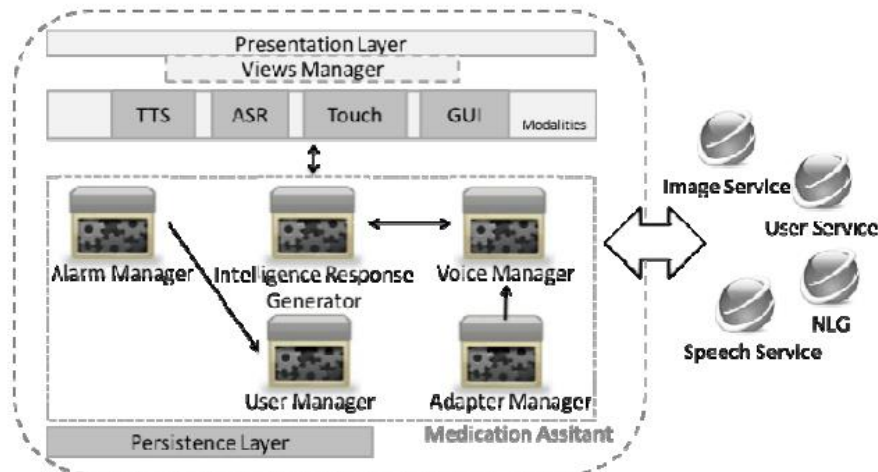 Presentation Layer
Views Manager
TTS ASR Touch GUI Modalities
Image Service
User Service
Alarm Manager Intelligence Response Voice Manager
Generator
NLG
Speech Service
User Manager Adapter Manager
Persistence Layer Medication Assitant